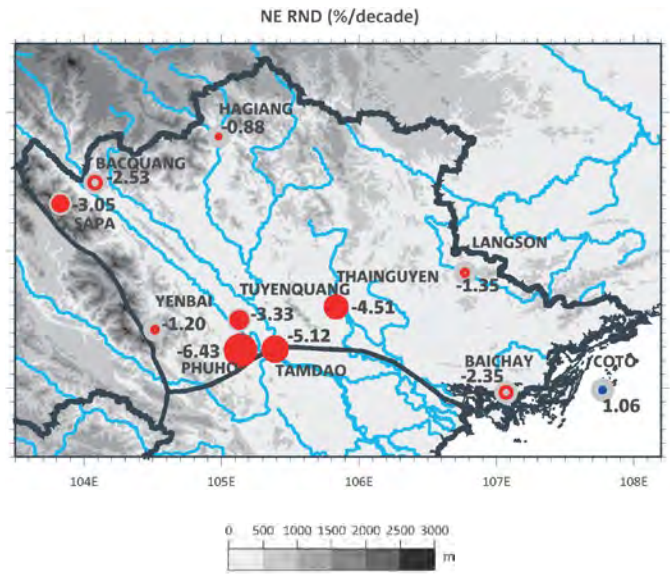 NE RND (%/decade)
HAGIANG
-0.88
BACQUANG
-2.53
-3.05
SAPA
LANGSON
-1.35
THAINGUYEN
-4.51
TUYENQUANG
-3.33
YENBAI
-1.20
-5.12
-6.43
PHUHO
TAMDAO
BAICHAY
-2.35
COTO
1.06
104E 105E 106E 107E 108E
0 500 1000 1500 2000 2500 3000
m